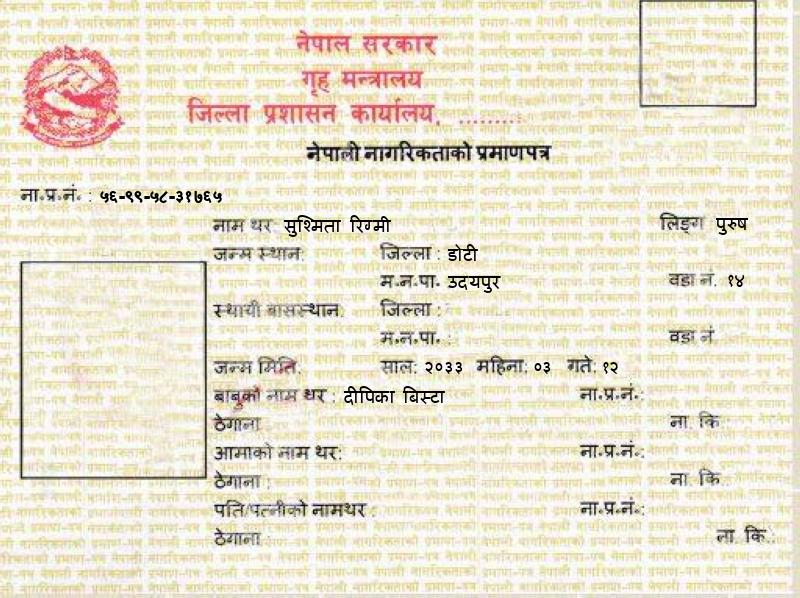 नेपाल सरकार
गृह मन्त्रालय
जिल्ला प्रशासन कार्यालय, .........
नेपाली नागरिकताको प्रमाणपत्र
ना.प्र.नं. : ५६-९९-५८-३१७६५
नाम थर: सुश्मिता रिग्मी लिङ्ग पुरुष
जन्म स्थान: जिल्ला : डोटी
म.न.पा. उदयपुर वडा नं. १४
स्थायी बासस्थान: जिल्ला :
म.न.पा. : वडा नं
जन्म मिति: साल: २०३३ महिना: ०३ गते: १२
बाबुको नाम थर : दीपिका बिस्टा ना.प्र.नं.:
ठेगाना ना. कि.:
आमाको नाम थर: ना.प्र.नं.:
ठेगाना : ना. कि
पति/पत्नीको नामथर : ना.प्र.नं.:
ठेगाना : ना. कि.: